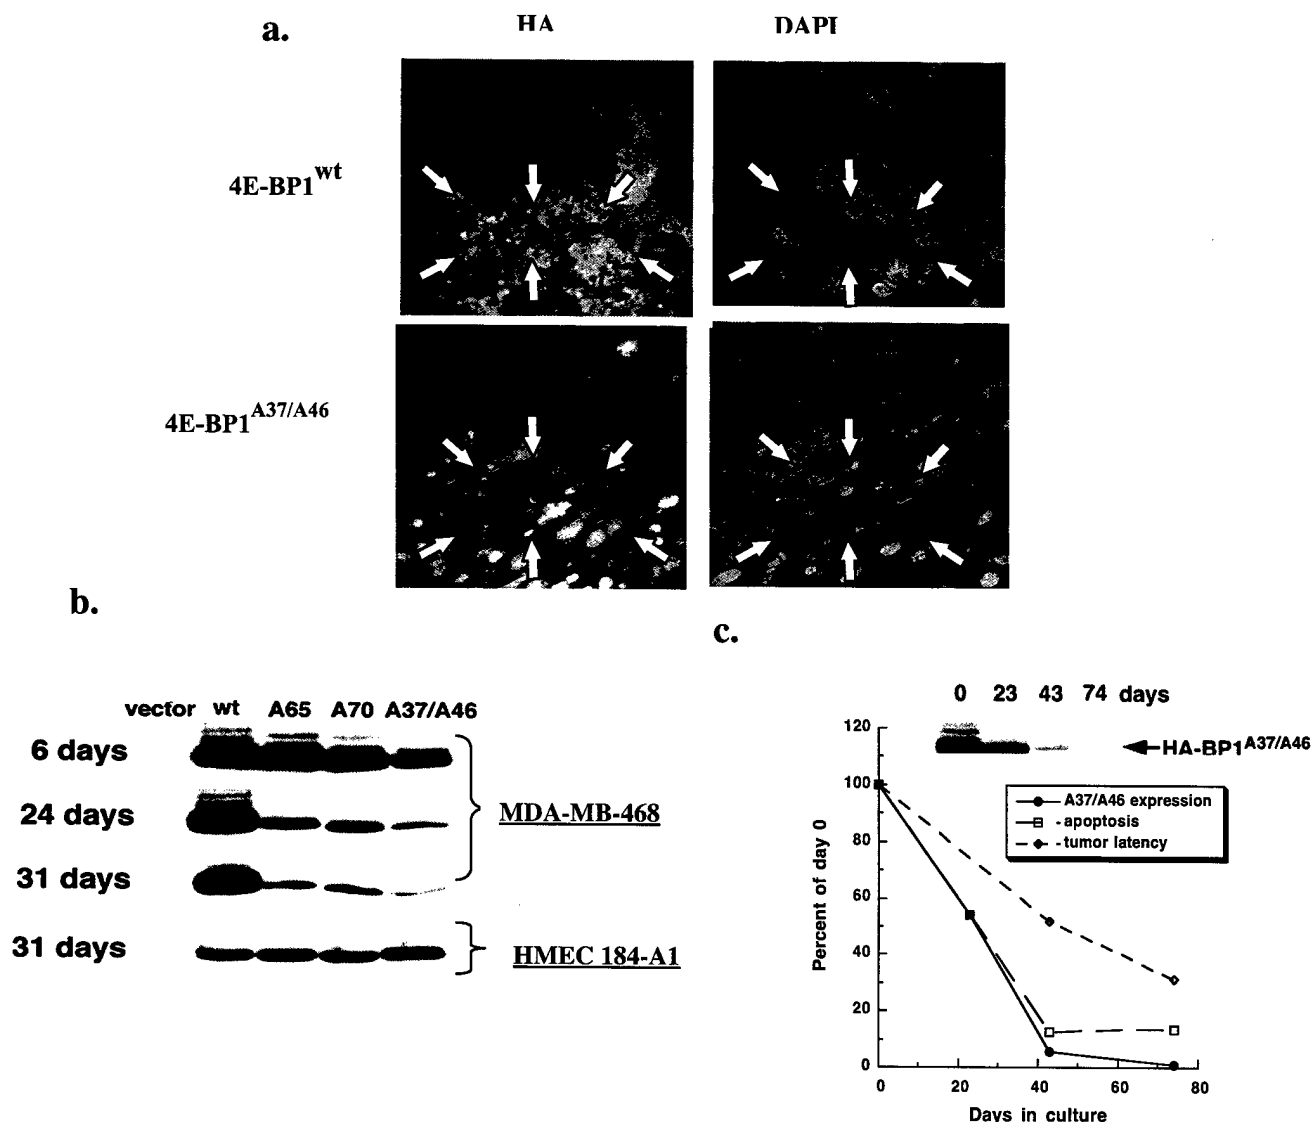 a.
HA
DAPI
4E-BP1wt
4E-BP1A37/A46
b.
vector wt A65 A70 A37/A46
6 days
24 days
31 days
31 days
MDA-MB-468
HMEC 184-A1
c.
0 23 43 74 days
HA-BP1A37/A46
A37/A46 expression
apoptosis
tumor latency
Percent of day 0
120
100
80
60
40
20
0
0 20 40 60 80
Days in culture